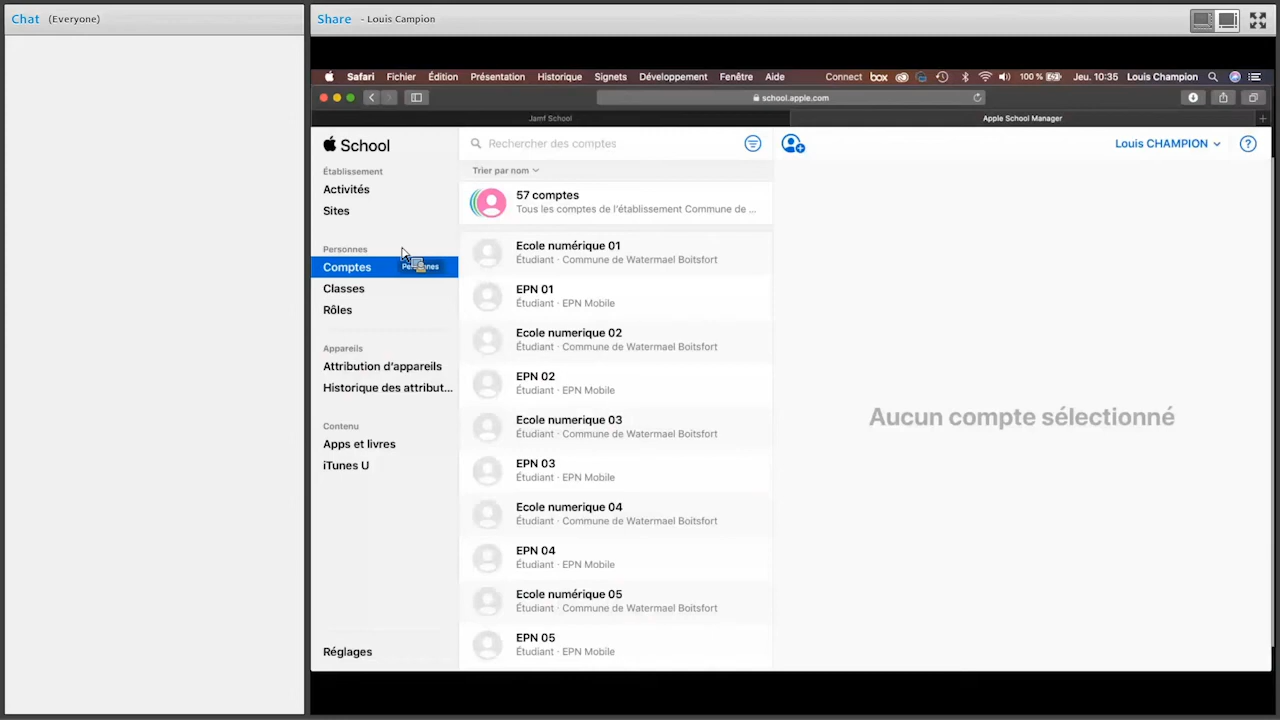 Chat (Everyone)
Share - Louis Campion
Safari Fichier Édition Présentation Historique Signets Développement Fenêtre Aide Connect box 100 % Jeu. 10:35 Louis Champion
school.apple.com
Jamf School
Apple School Manager
School
Établissement
Activités
Sites
Personnes
Comptes
Personnes
Classes
Rôles
Appareils
Attribution d'appareils
Historique des attribut...
Contenu
Apps et livres
iTunes U
Réglages
Rechercher des comptes
Trier par nom
57 comptes
Tous les comptes de l'établissement Commune de ...
Ecole numérique 01
Étudiant · Commune de Watermael Boitsfort
EPN 01
Étudiant · EPN Mobile
Ecole numerique 02
Étudiant · Commune de Watermael Boitsfort
EPN 02
Étudiant · EPN Mobile
Ecole numerique 03
Étudiant · Commune de Watermael Boitsfort
EPN 03
Étudiant · EPN Mobile
Ecole numerique 04
Étudiant · Commune de Watermael Boitsfort
EPN 04
Étudiant · EPN Mobile
Ecole numérique 05
Étudiant · Commune de Watermael Boitsfort
EPN 05
Étudiant · EPN Mobile
Louis CHAMPION
?
Aucun compte sélectionné